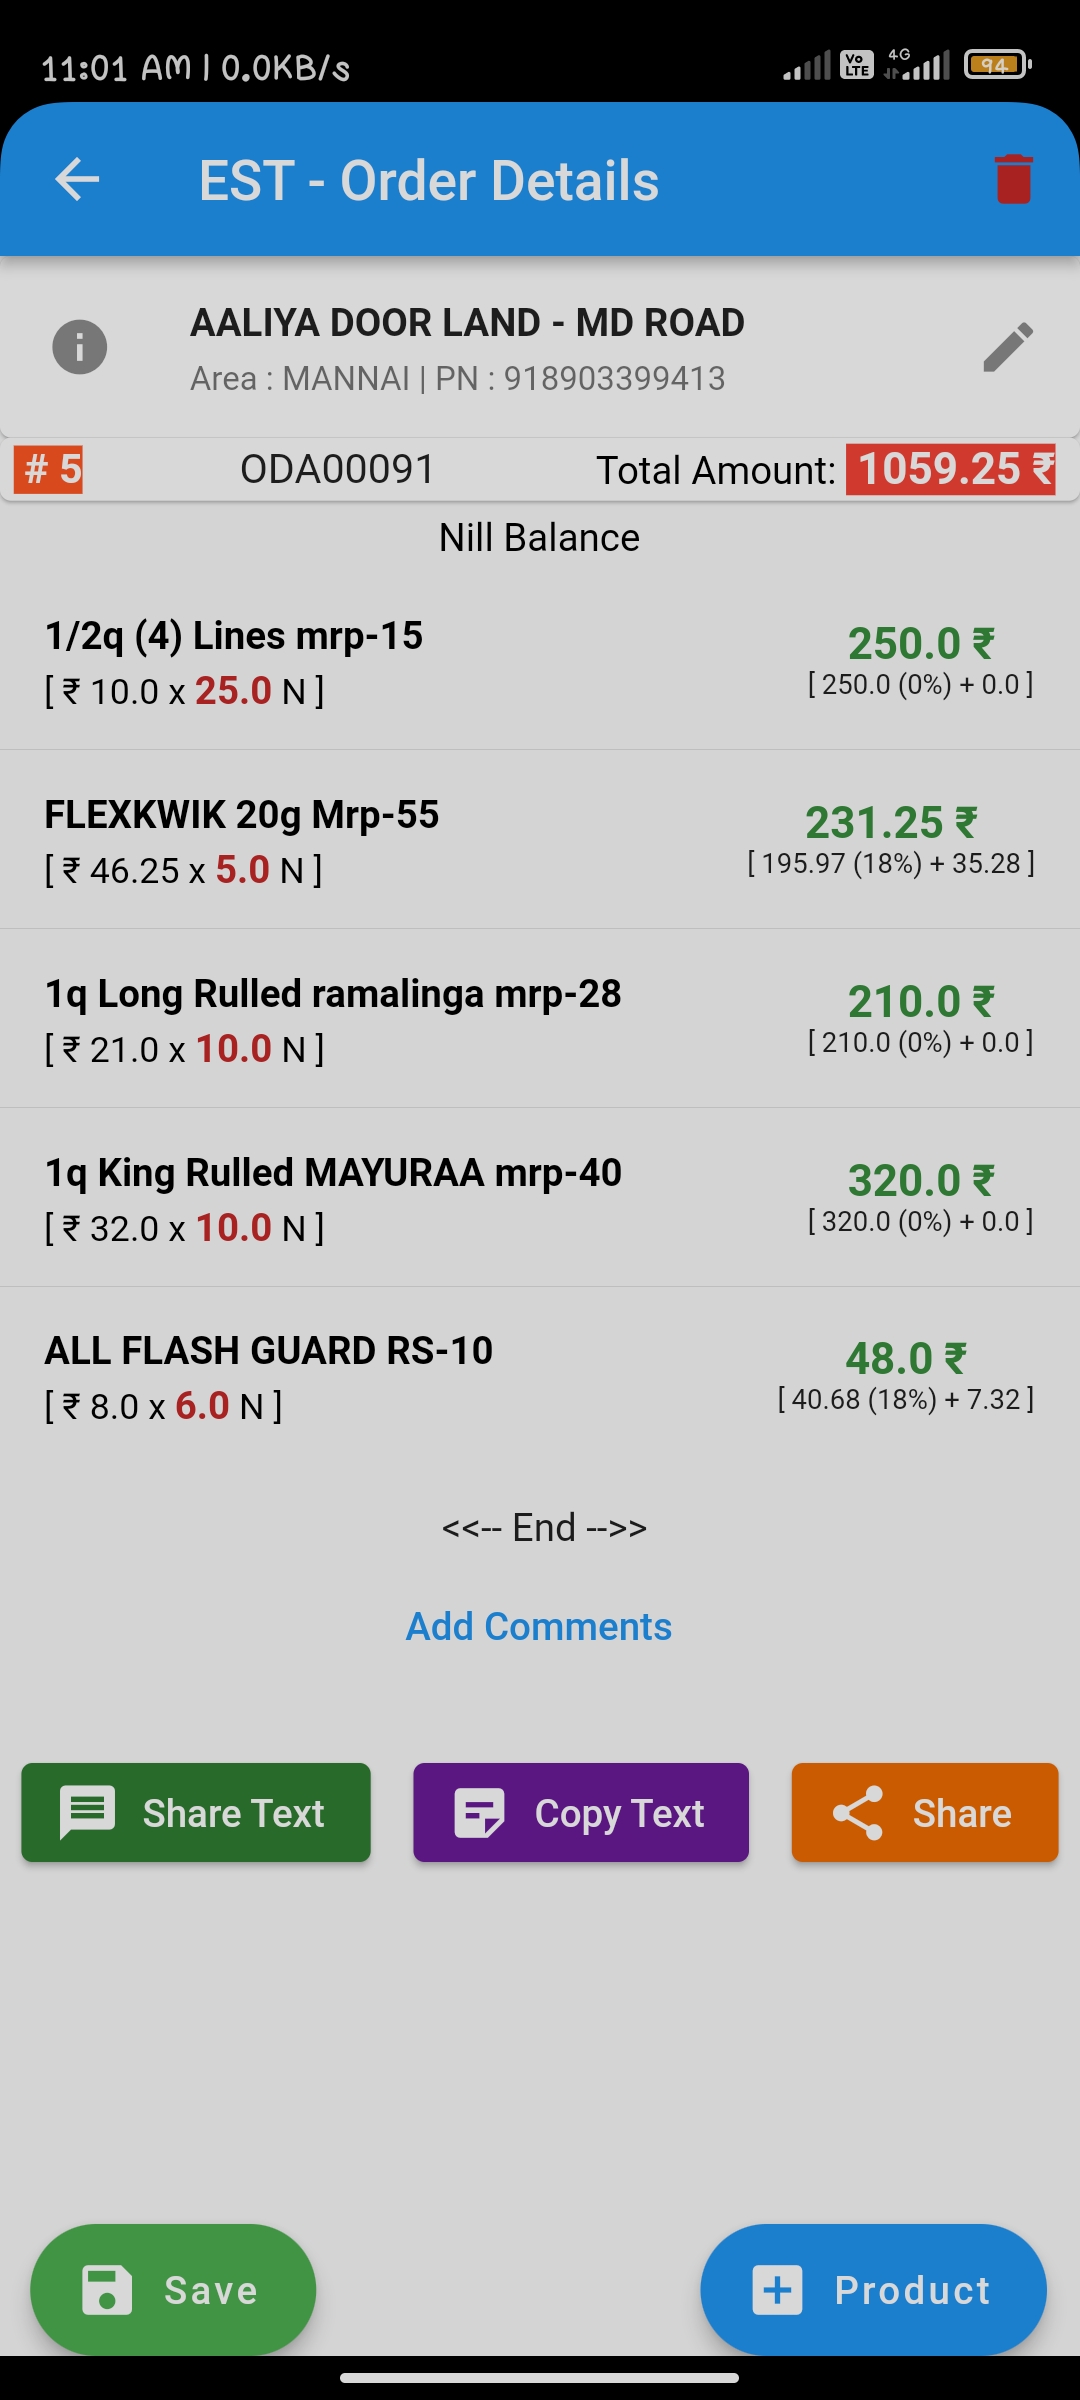 11:01 AM | 0.0KB/s Vo LTE 4G 94
EST - Order Details
AALIYA DOOR LAND - MD ROAD
Area : MANNAI | PN : 918903399413
# 5 ODA00091 Total Amount: 1059.25 ₹
Nill Balance
1/2q (4) Lines mrp-15 250.0 ₹
[ ₹ 10.0 x 25.0 N ] [ 250.0 (0%) + 0.0 ]
FLEXKWIK 20g Mrp-55 231.25 ₹
[ ₹ 46.25 x 5.0 N ] [ 195.97 (18%) + 35.28 ]
1q Long Rulled ramalinga mrp-28 210.0 ₹
[ ₹ 21.0 x 10.0 N ] [ 210.0 (0%) + 0.0 ]
1q King Rulled MAYURAA mrp-40 320.0 ₹
[ ₹ 32.0 x 10.0 N ] [ 320.0 (0%) + 0.0 ]
ALL FLASH GUARD RS-10 48.0 ₹
[ ₹ 8.0 x 6.0 N ] [ 40.68 (18%) + 7.32 ]
<<-- End -->>
Add Comments
Share Text Copy Text Share
Save Product